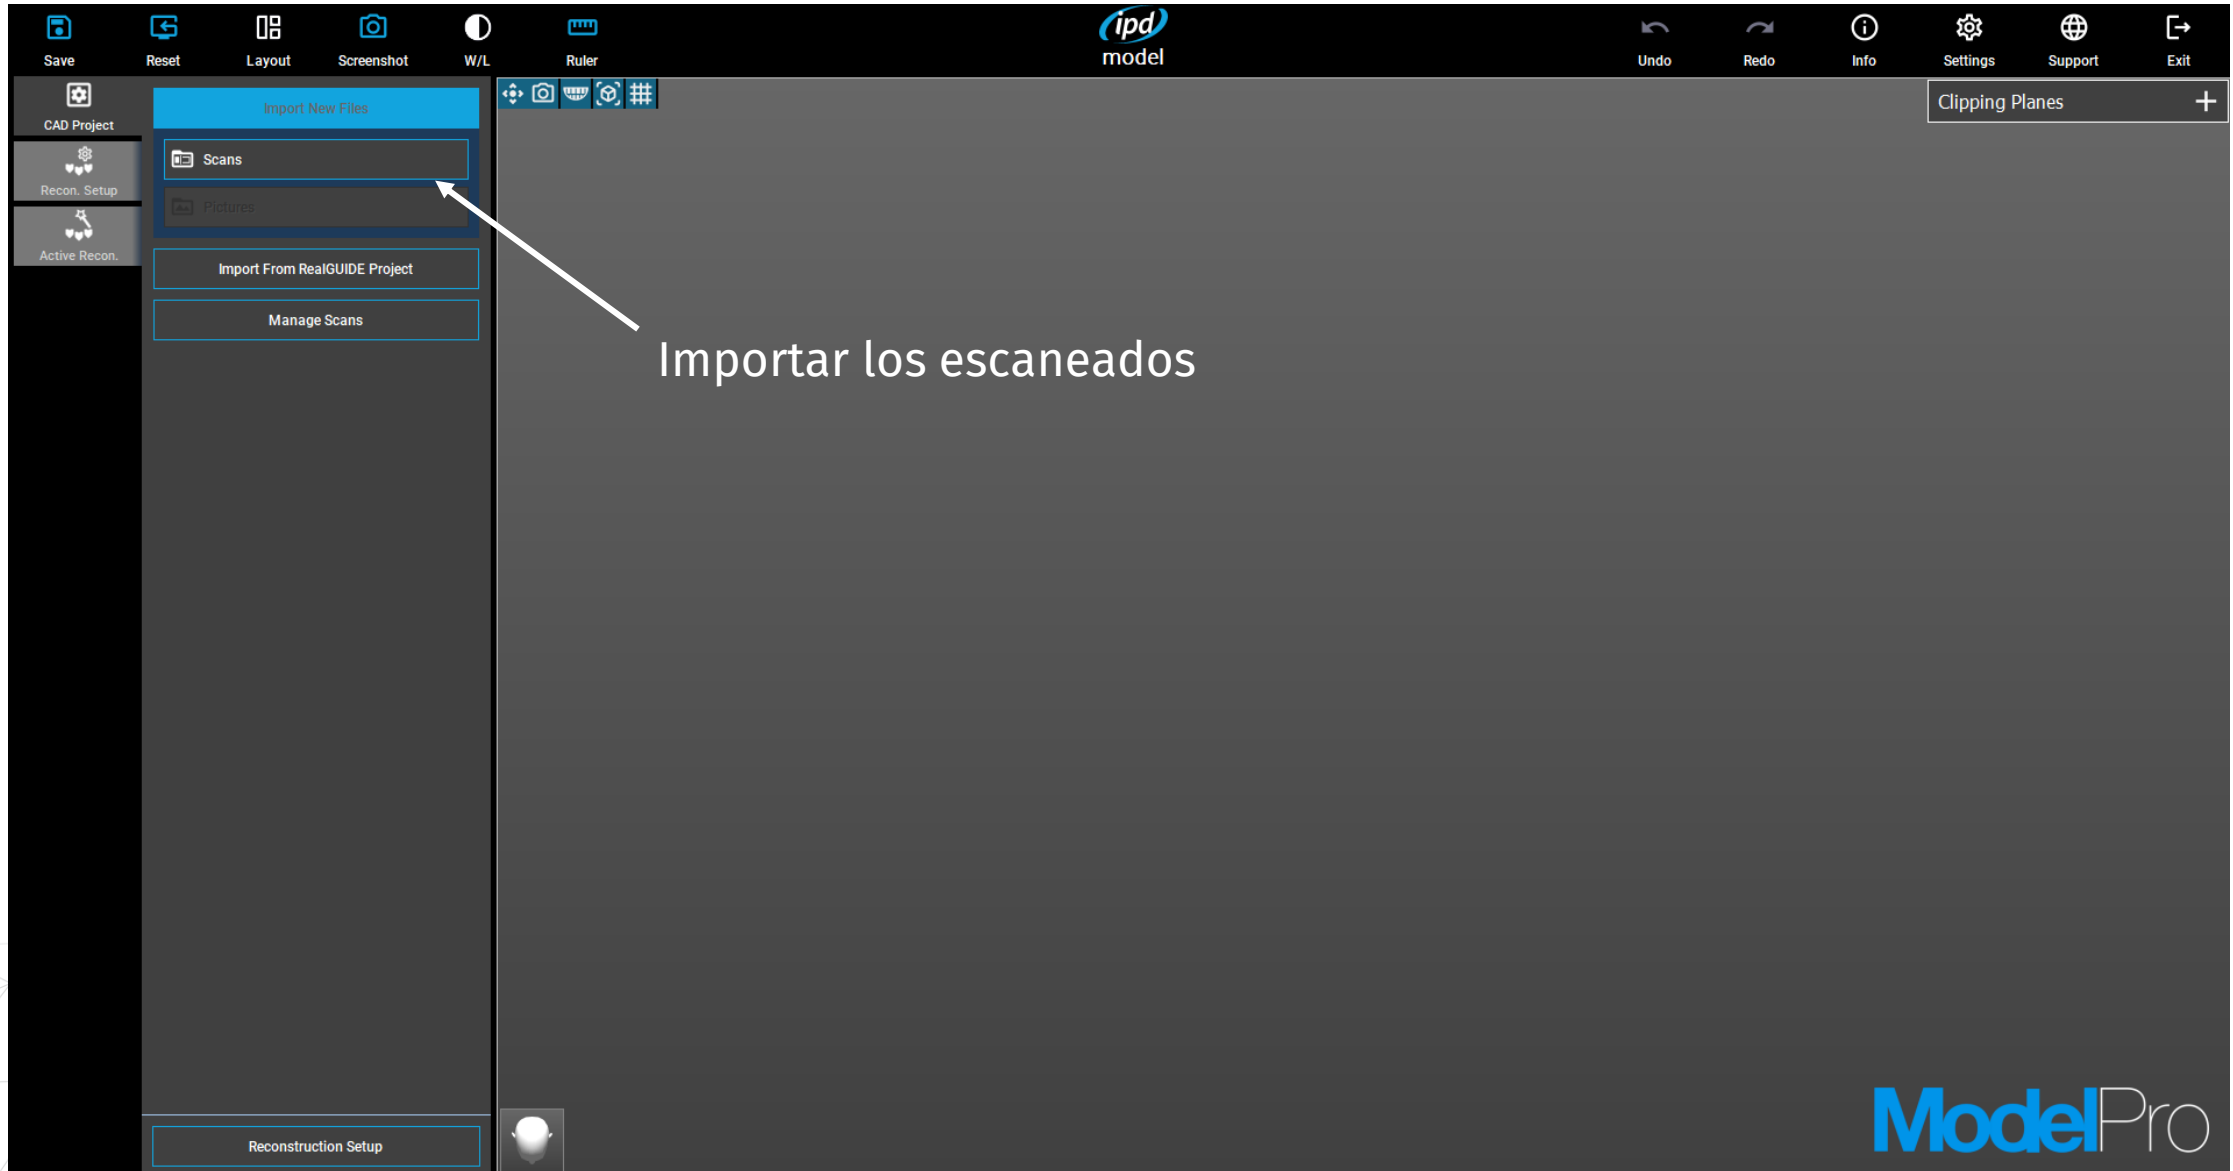 Save
Reset
Layout
Screenshot
W/L
Ruler
ipd
model
Undo
Redo
Info
Settings
Support
Exit
CAD Project
Recon. Setup
Active Recon.
Import New Files
Scans
Pictures
Import From RealGUIDE Project
Manage Scans
Clipping Planes
Importar los escaneados
Reconstruction Setup
ModelPro